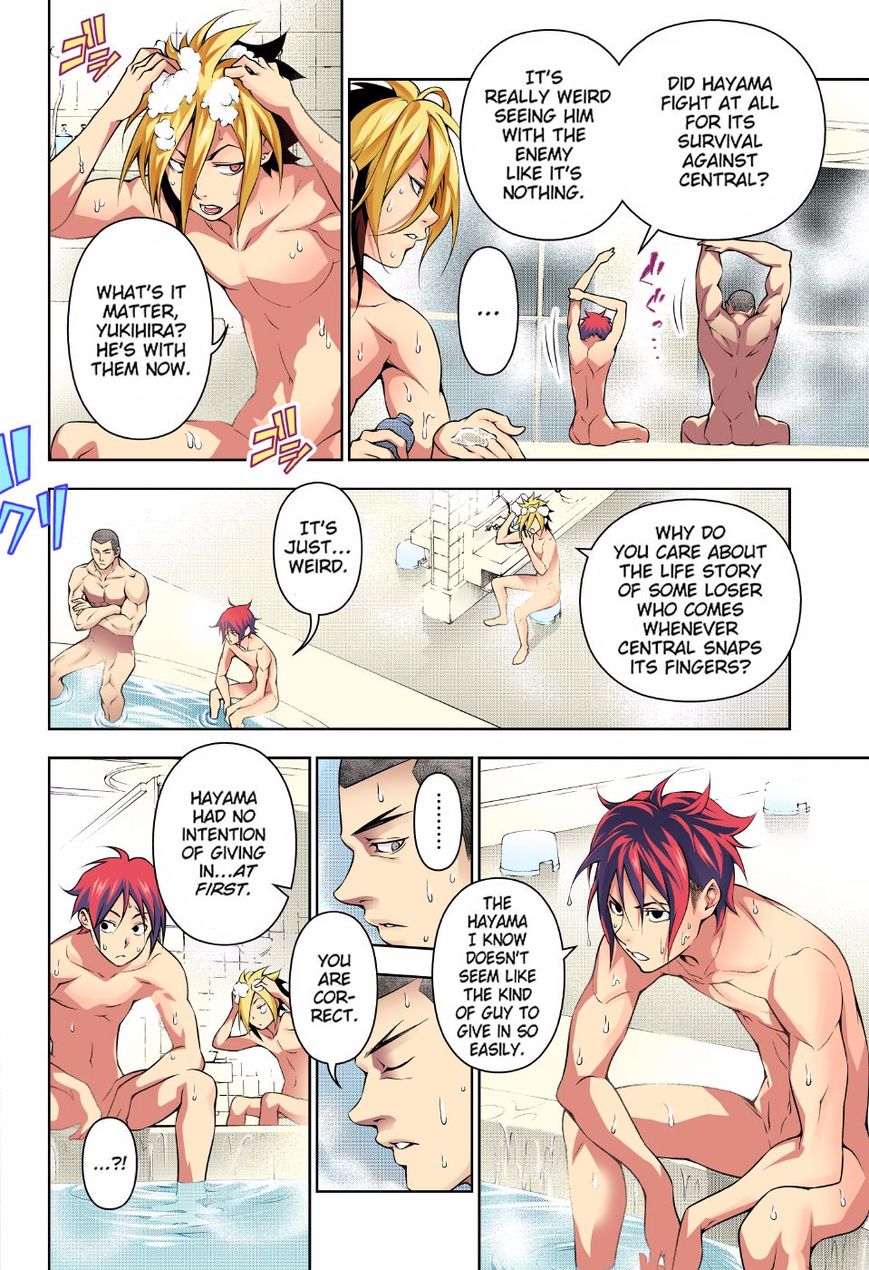 DID HAYAMA
FIGHT AT ALL
FOR ITS
SURVIVAL
AGAINST
CENTRAL?
IT'S
REALLY WEIRD
SEEING HIM
WITH THE
ENEMY
LIKE IT'S
NOTHING.
...
ゴシ
WHAT'S IT
MATTER,
YUKIHIRA?
HE'S WITH
THEM NOW.
ゴシ
WHY DO
YOU CARE ABOUT
THE LIFE STORY
OF SOME LOSER
WHO COMES
WHENEVER
CENTRAL SNAPS
ITS FINGERS?
IT'S
JUST...
WEIRD.
THE
HAYAMA
I KNOW
DOESN'T
SEEM LIKE
THE KIND
OF GUY TO
GIVE IN SO
EASILY.
........
YOU
ARE
COR-
RECT.
HAYAMA
HAD NO
INTENTION
OF GIVING
IN...AT
FIRST.
...?!